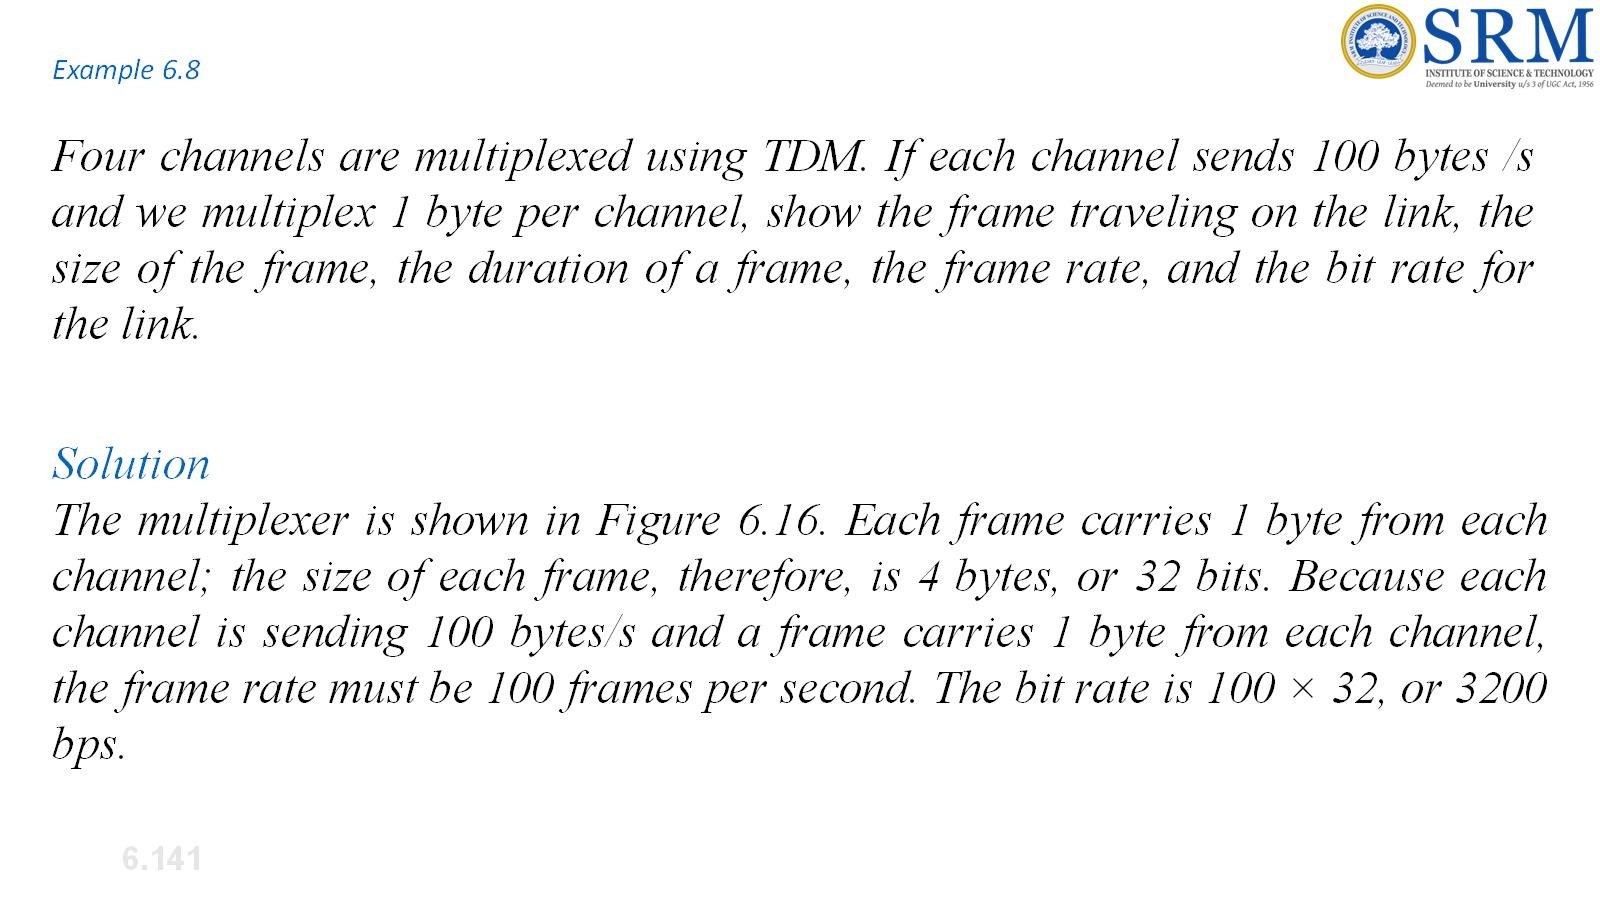 SRM
INSTITUTE OF SCIENCE & TECHNOLOGY
Deemed to be University u/s 3 of UGC Act, 1956
Example 6.8
Four channels are multiplexed using TDM. If each channel sends 100 bytes /s
and we multiplex 1 byte per channel, show the frame traveling on the link, the
size of the frame, the duration of a frame, the frame rate, and the bit rate for
the link.
Solution
The multiplexer is shown in Figure 6.16. Each frame carries 1 byte from each
channel; the size of each frame, therefore, is 4 bytes, or 32 bits. Because each
channel is sending 100 bytes/s and a frame carries 1 byte from each channel,
the frame rate must be 100 frames per second. The bit rate is 100 × 32, or 3200
bps.
6.141